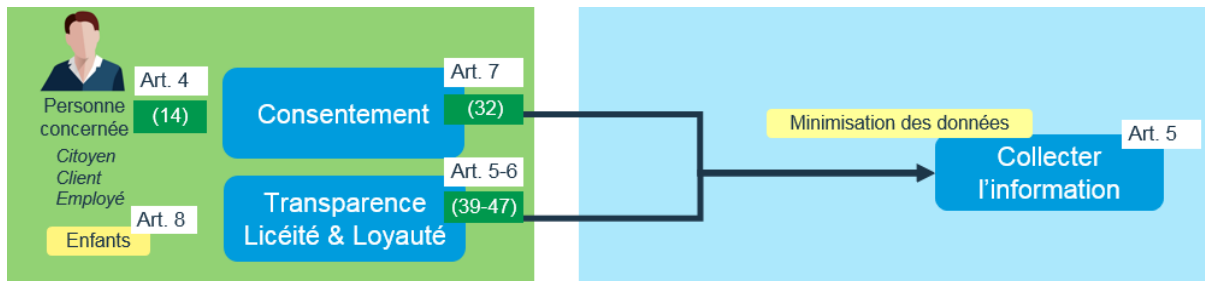 Art. 4
Personne
concernée
(14)
Citoyen
Client
Employé
Art. 8
Enfants
Art. 7
Consentement
(32)
Art. 5-6
Transparence
Licéité & Loyauté
(39-47)
Minimisation des données
Art. 5
Collecter
l’information